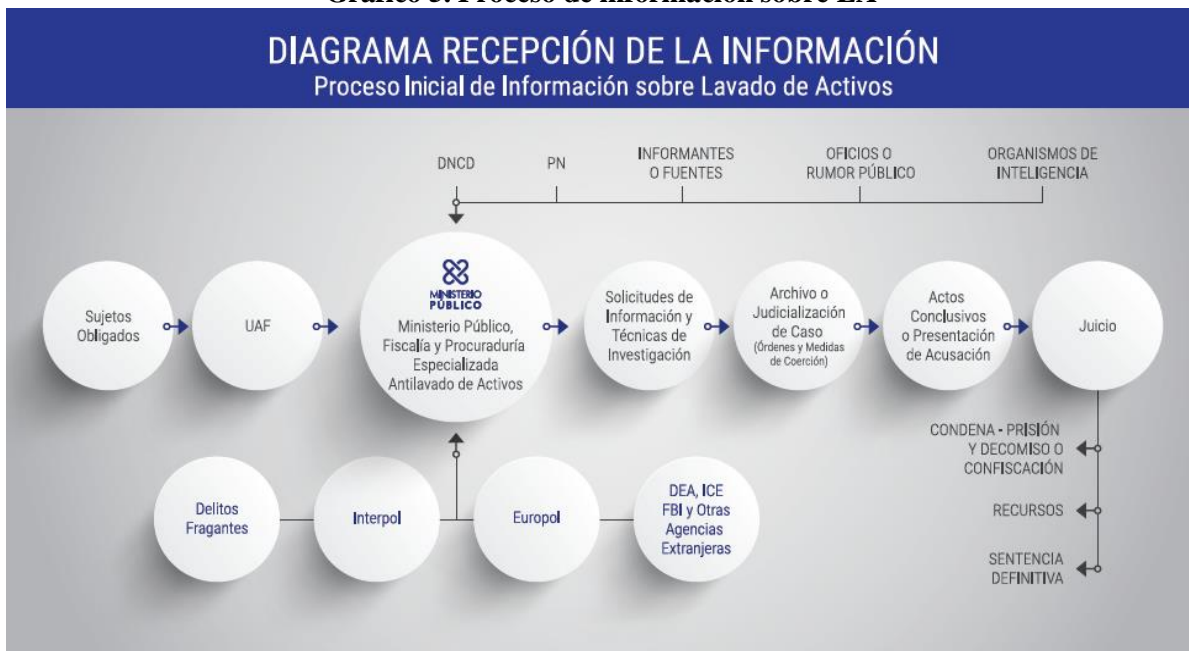 DIAGRAMA RECEPCIÓN DE LA INFORMACIÓN
Proceso Inicial de Información sobre Lavado de Activos
DNCD
PN
INFORMANTES
O FUENTES
OFICIOS O
RUMOR PÚBLICO
ORGANISMOS DE
INTELIGENCIA
Sujetos
Obligados
UAF
MINISTERIO
PÚBLICO
Ministerio Público,
Fiscalía y Procuraduría
Especializada
Antilavado de Activos
Solicitudes de
Información y
Técnicas de
Investigación
Archivo o
Judicialización
de Caso
(Órdenes y Medidas
de Coerción)
Actos
Conclusivos
o Presentación
de Acusación
Juicio
CONDENA - PRISIÓN
Y DECOMISO O
CONFISCACIÓN
RECURSOS
SENTENCIA
DEFINITIVA
Delitos
Fragantes
Interpol
Europol
DEA, ICE
FBI y Otras
Agencias
Extranjeras